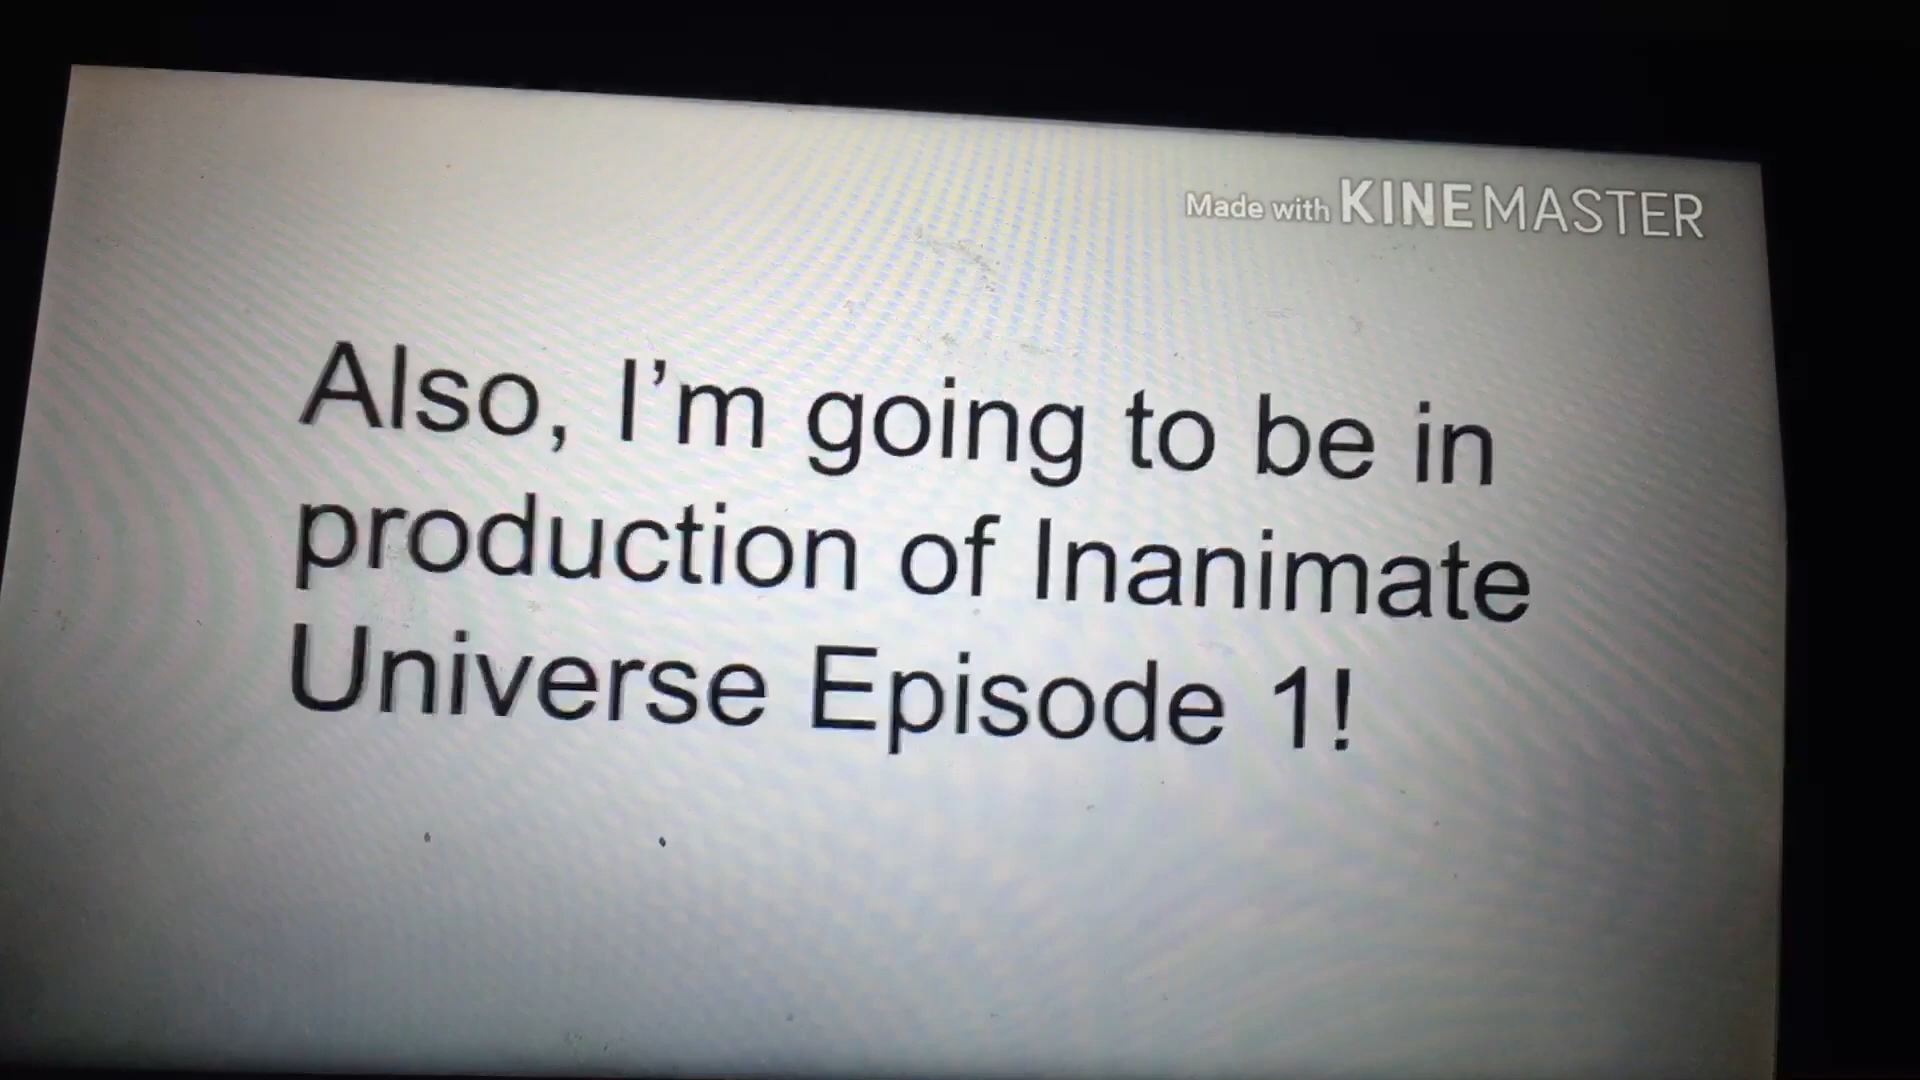 Made with KINEMASTER
Also, I'm going to be in
production of Inanimate
Universe Episode 1!